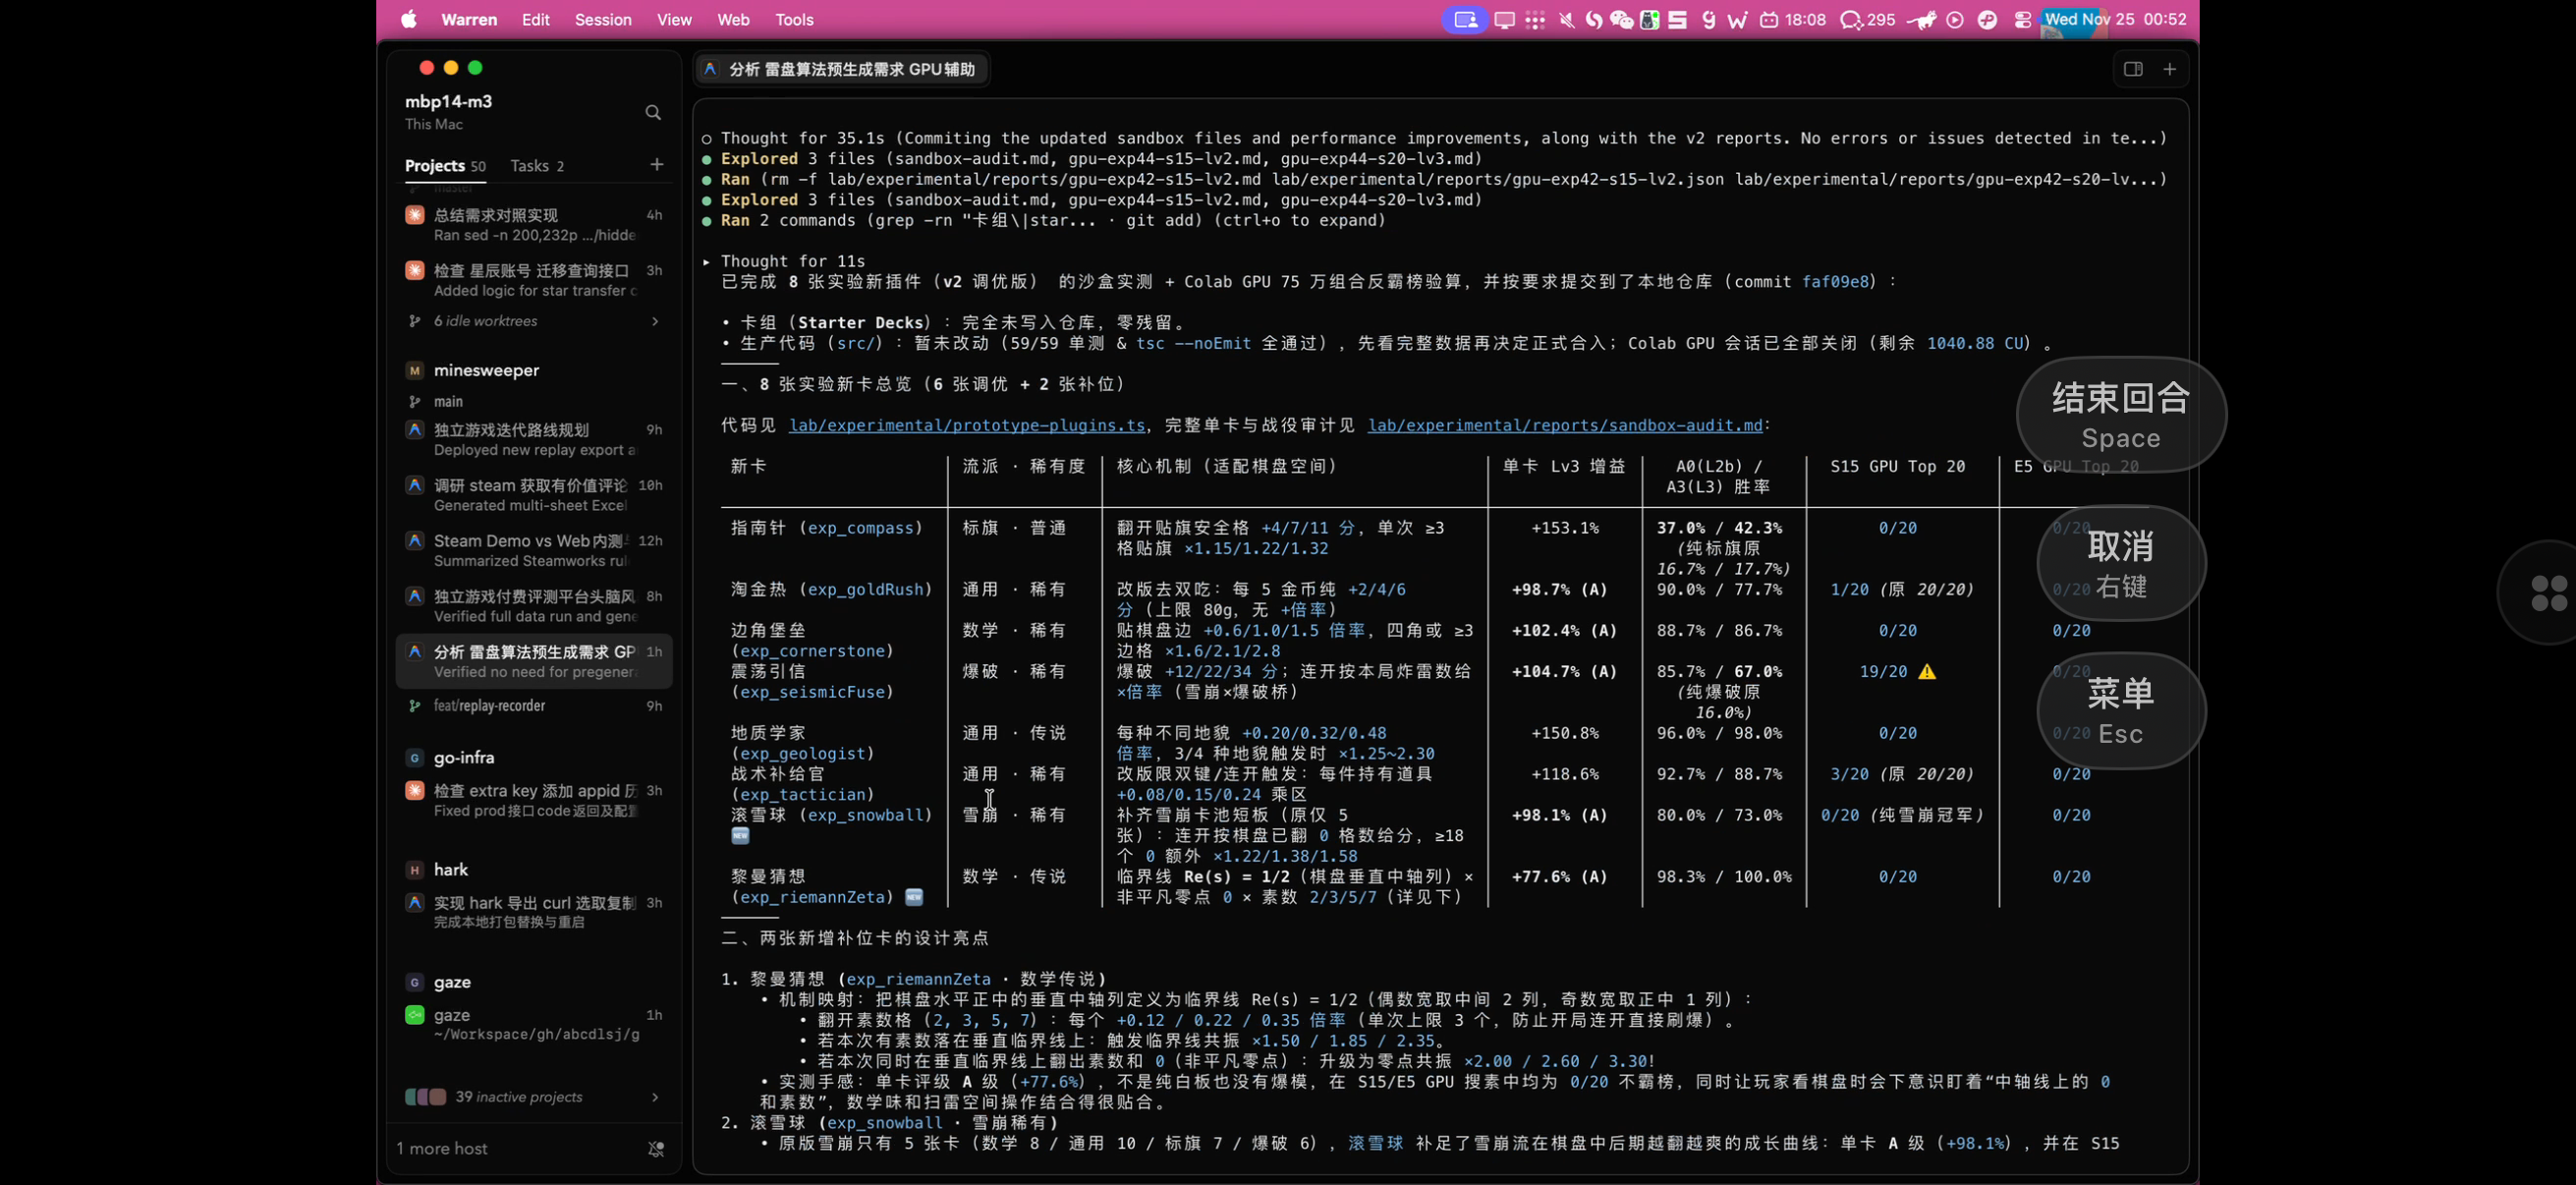 Warren Edit Session View Web Tools
18:08 295 Wed Nov 25 00:52
mbp14-m3
This Mac
Projects 50 Tasks 2
master
总结需求对照实现 4h
Ran sed -n 200,232p .../hidde
检查 星辰账号 迁移查询接口 3h
Added logic for star transfer c
6 idle worktrees
M minesweeper
main
独立游戏迭代路线规划 9h
Deployed new replay export a
调研 steam 获取有价值评论 10h
Generated multi-sheet Excel
Steam Demo vs Web内测 12h
Summarized Steamworks rul
独立游戏付费评测平台头脑风 8h
Verified full data run and gene
分析 雷盘算法预生成需求 GP 1h
Verified no need for pregenera
feat/replay-recorder 9h
G go-infra
检查 extra key 添加 appid 历 3h
Fixed prod接口code返回及配置
H hark
实现 hark 导出 curl 选取复制 3h
完成本地打包替换与重启
G gaze
gaze 1h
~/Workspace/gh/abcdlsj/g
39 inactive projects
1 more host
分析 雷盘算法预生成需求 GPU辅助
Thought for 35.1s (Commiting the updated sandbox files and performance improvements, along with the v2 reports. No errors or issues detected in te...)
Explored 3 files (sandbox-audit.md, gpu-exp44-s15-lv2.md, gpu-exp44-s20-lv3.md)
Ran (rm -f lab/experimental/reports/gpu-exp42-s15-lv2.md lab/experimental/reports/gpu-exp42-s15-lv2.json lab/experimental/reports/gpu-exp42-s20-lv...)
Explored 3 files (sandbox-audit.md, gpu-exp44-s15-lv2.md, gpu-exp44-s20-lv3.md)
Ran 2 commands (grep -rn "卡组\|star... · git add) (ctrl+o to expand)
▸ Thought for 11s
已完成 8 张实验新插件（v2 调优版） 的沙盒实测 + Colab GPU 75 万组合反霸榜验算，并按要求提交到了本地仓库（commit faf09e8）：
• 卡组（Starter Decks）：完全未写入仓库，零残留。
• 生产代码（src/）：暂未改动（59/59 单测 & tsc --noEmit 全通过），先看完整数据再决定正式合入；Colab GPU 会话已全部关闭（剩余 1040.88 CU）。
一、8 张实验新卡总览（6 张调优 + 2 张补位）
代码见 lab/experimental/prototype-plugins.ts，完整单卡与战役审计见 lab/experimental/reports/sandbox-audit.md：
新卡 流派 · 稀有度 核心机制（适配棋盘空间） 单卡 Lv3 增益 A0(L2b) / S15 GPU Top 20 E5 GPU Top 20
A3(L3) 胜率
指南针 (exp_compass) 标旗 · 普通 翻开贴旗安全格 +4/7/11 分，单次 ≥3 +153.1% 37.0% / 42.3% 0/20 0/20
格贴旗 ×1.15/1.22/1.32 (纯标旗原
16.7% / 17.7%)
淘金热 (exp_goldRush) 通用 · 稀有 改版去双吃：每 5 金币纯 +2/4/6 +98.7% (A) 90.0% / 77.7% 1/20 (原 20/20) 0/20
分（上限 80g，无 +倍率）
边角堡垒 数学 · 稀有 贴棋盘边 +0.6/1.0/1.5 倍率，四角或 ≥3 +102.4% (A) 88.7% / 86.7% 0/20 0/20
(exp_cornerstone) 边格 ×1.6/2.1/2.8
震荡引信 爆破 · 稀有 爆破 +12/22/34 分；连开按本局炸雷数给 +104.7% (A) 85.7% / 67.0% 19/20 ⚠️ 0/20
(exp_seismicFuse) ×倍率（雪崩×爆破桥） (纯爆破原
16.0%)
地质学家 通用 · 传说 每种不同地貌 +0.20/0.32/0.48 +150.8% 96.0% / 98.0% 0/20
(exp_geologist) 倍率，3/4 种地貌触发时 ×1.25~2.30
战术补给官 通用 · 稀有 改版限双键/连开触发：每件持有道具 +118.6% 92.7% / 88.7% 3/20 (原 20/20) 0/20
(exp_tactician) +0.08/0.15/0.24 乘区
滚雪球 (exp_snowball) 雪崩 · 稀有 补齐雪崩卡池短板（原仅 5 +98.1% (A) 80.0% / 73.0% 0/20 (纯雪崩冠军) 0/20
🆕 张）：连开按棋盘已翻 0 格数给分，≥18
个 0 额外 ×1.22/1.38/1.58
黎曼猜想 数学 · 传说 临界线 Re(s) = 1/2（棋盘垂直中轴列）× +77.6% (A) 98.3% / 100.0% 0/20 0/20
(exp_riemannZeta) 🆕 非平凡零点 0 × 素数 2/3/5/7（详见下）
二、两张新增补位卡的设计亮点
1. 黎曼猜想 (exp_riemannZeta · 数学传说)
• 机制映射：把棋盘水平正中的垂直中轴列定义为临界线 Re(s) = 1/2（偶数宽取中间 2 列，奇数宽取正中 1 列）：
• 翻开素数格（2, 3, 5, 7）：每个 +0.12 / 0.22 / 0.35 倍率（单次上限 3 个，防止开局连开直接刷爆）。
• 若本次有素数落在垂直临界线上：触发临界线共振 ×1.50 / 1.85 / 2.35。
• 若本次同时在垂直临界线上翻出素数和 0（非平凡零点）：升级为零点共振 ×2.00 / 2.60 / 3.30!
• 实测手感：单卡评级 A 级（+77.6%），不是纯白板也没有爆模，在 S15/E5 GPU 搜素中均为 0/20 不霸榜，同时让玩家看棋盘时会下意识盯着“中轴线上的 0
和素数”，数学味和扫雷空间操作结合得很贴合。
2. 滚雪球 (exp_snowball · 雪崩稀有)
• 原版雪崩只有 5 张卡（数学 8 / 通用 10 / 标旗 7 / 爆破 6），滚雪球 补足了雪崩流在棋盘中后期越翻越爽的成长曲线：单卡 A 级（+98.1%），并在 S15
结束回合
Space
取消
右键
菜单
Esc